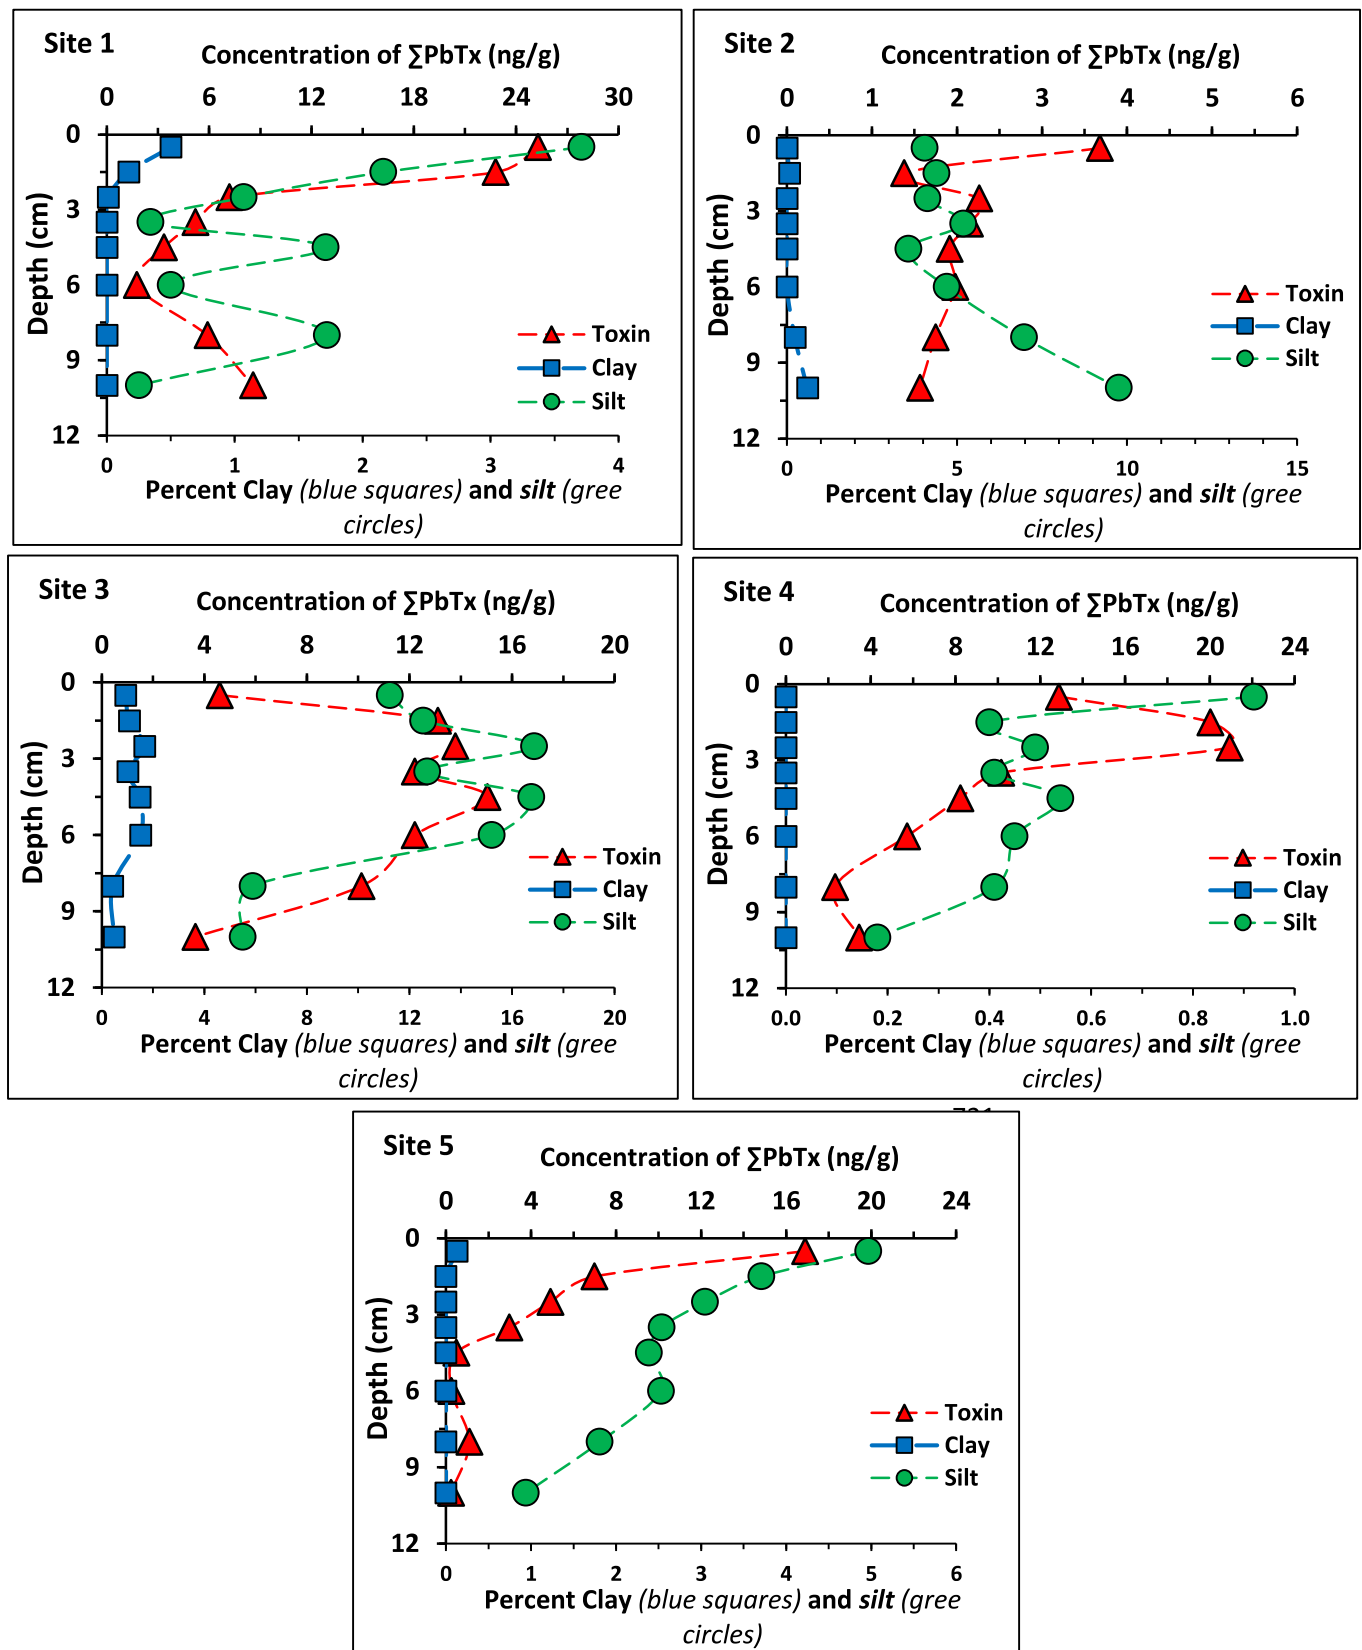 Site 1
Concentration of ∑PbTx (ng/g)
0 6 12 18 24 30
0
3
6
9
12
Depth (cm)
Toxin
Clay
Silt
0 1 2 3 4
Percent Clay (blue squares) and silt (gree
circles)
Site 2
Concentration of ∑PbTx (ng/g)
0 1 2 3 4 5 6
0
3
6
9
12
Depth (cm)
Toxin
Clay
Silt
0 5 10 15
Percent Clay (blue squares) and silt (gree
circles)
Site 3
Concentration of ∑PbTx (ng/g)
0 4 8 12 16 20
0
3
6
9
12
Depth (cm)
Toxin
Clay
Silt
0 4 8 12 16 20
Percent Clay (blue squares) and silt (gree
circles)
Site 4
Concentration of ∑PbTx (ng/g)
0 4 8 12 16 20 24
0
3
6
9
12
Depth (cm)
Toxin
Clay
Silt
0.0 0.2 0.4 0.6 0.8 1.0
Percent Clay (blue squares) and silt (gree
circles)
Site 5
Concentration of ∑PbTx (ng/g)
0 4 8 12 16 20 24
0
3
6
9
12
Depth (cm)
Toxin
Clay
Silt
0 1 2 3 4 5 6
Percent Clay (blue squares) and silt (gree
circles)